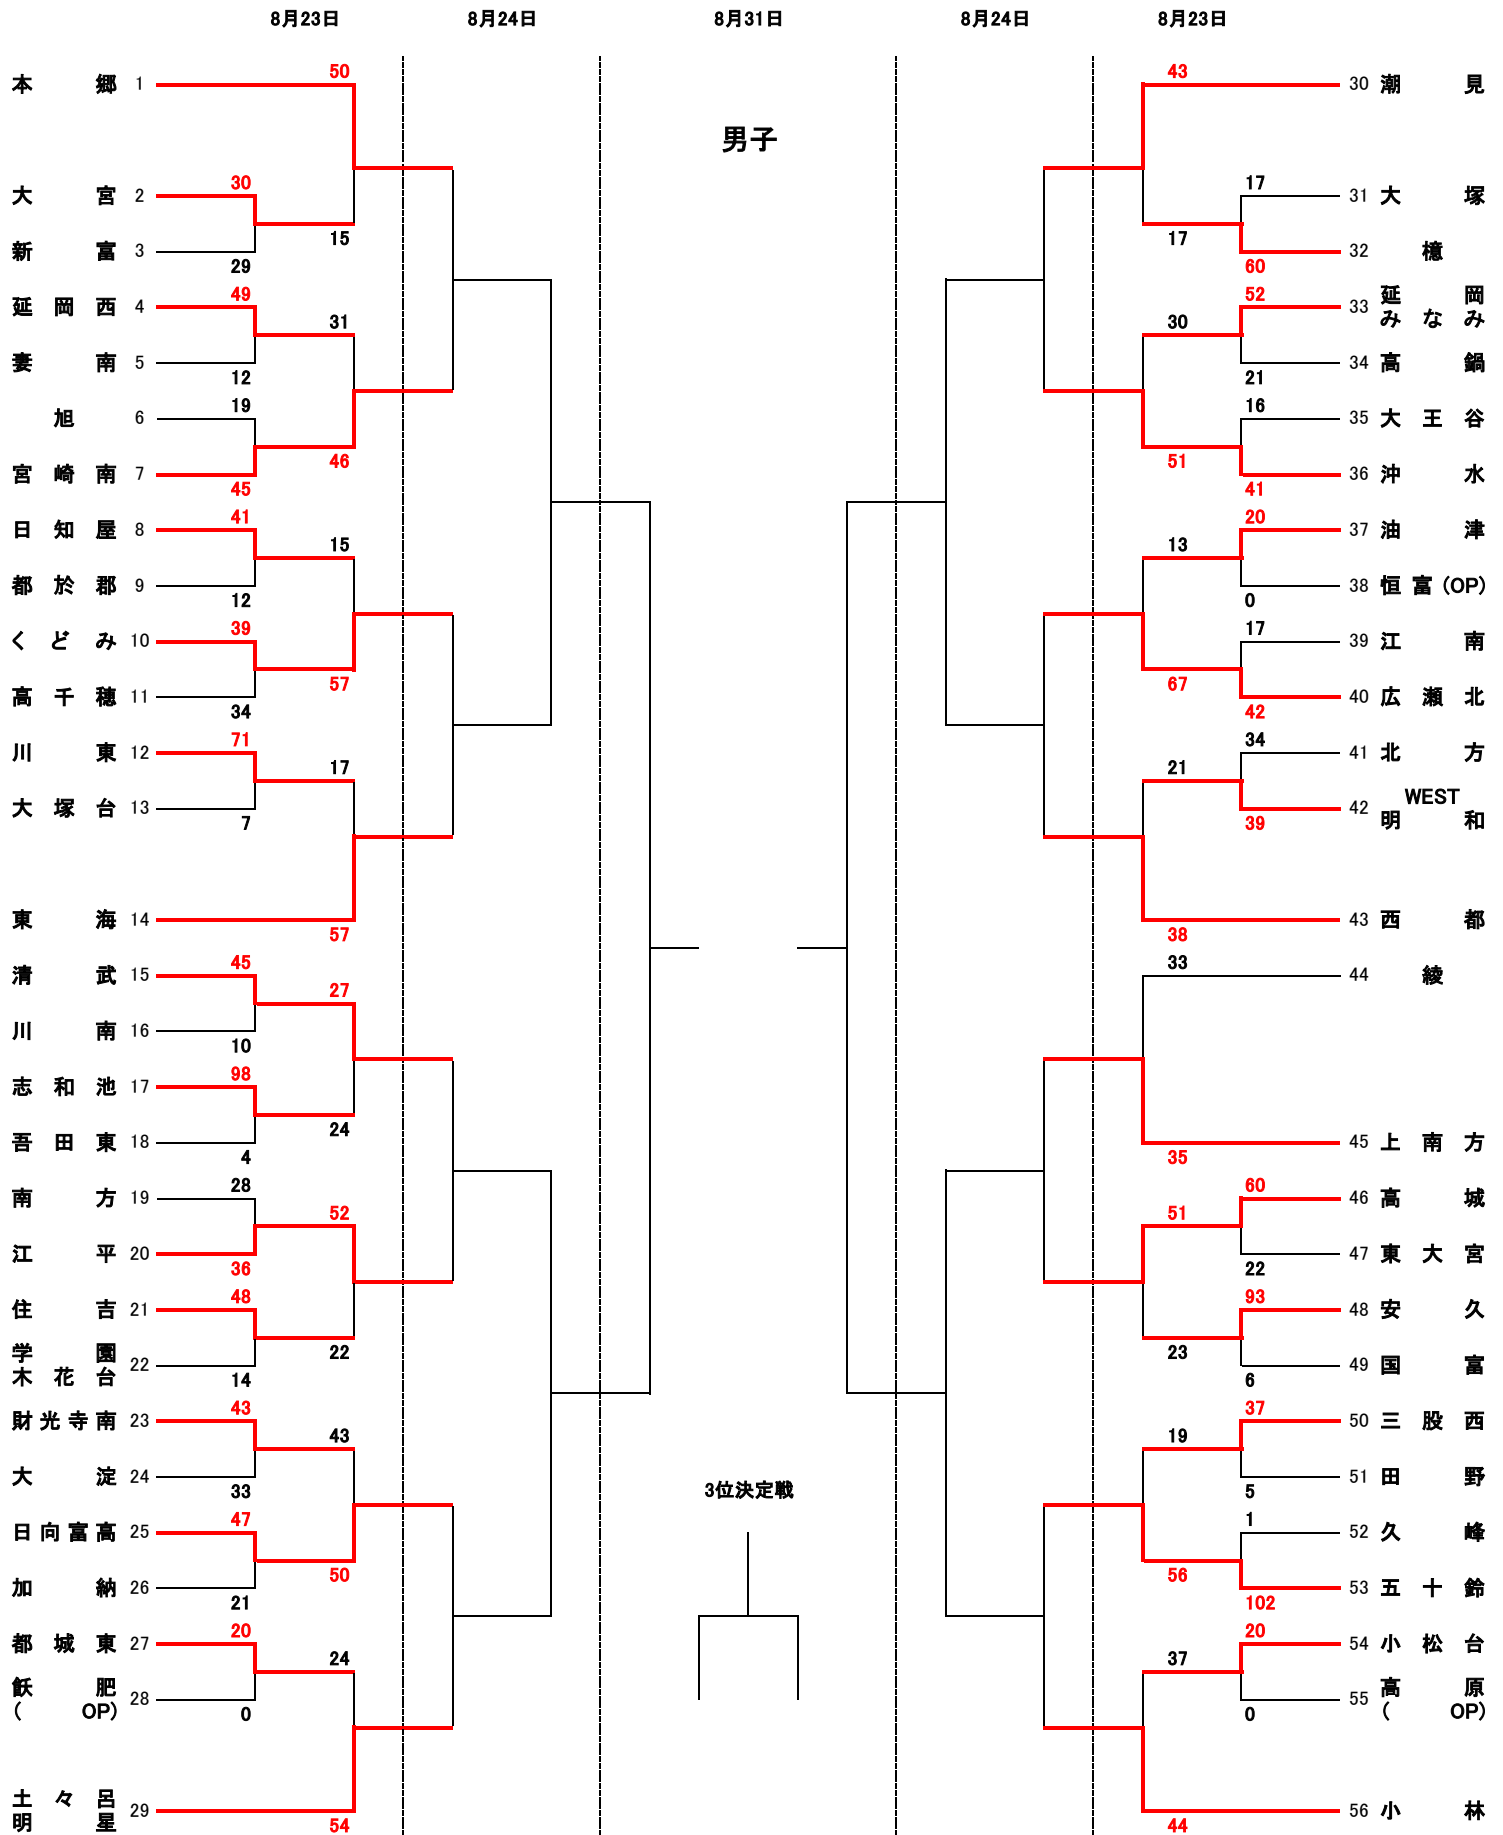 8月23日 8月24日 8月31日 8月24日 8月23日
男子
50
本郷 1
大宮 2 30
15
新富 3 29
延岡西 4 49
31
妻南 5 12
旭 6 19
46
宮崎南 7 45
日知屋 8 41
15
都於郡 9 12
くどみ 10 39
57
高千穂 11 34
川東 12 71
17
大塚台 13 7
東海 14 57
清武 15 45
27
川南 16 10
志和池 17 98
24
吾田東 18 4
南方 19 28
52
江平 20 36
住吉 21 48
22
学園
木花台 22 14
財光寺南 23 43
43
大淀 24 33
日向富高 25 47
50
加納 26 21
都城東 27 20
24
飫肥
(OP) 28 0
土々呂
明星 29 54
3位決定戦
43 30 潮見
17 31 大塚
17
60 32 檍
52 33 延岡
みなみ
30
21 34 高鍋
16 35 大王谷
51
41 36 沖水
20 37 油津
13
0 38 恒富(OP)
17 39 江南
67
42 40 広瀬北
34 41 北方
21
39 42 WEST
明和
38 43 西都
33 44 綾
35 45 上南方
60 46 高城
51
22 47 東大宮
93 48 安久
23
6 49 国富
37 50 三股西
19
5 51 田野
1 52 久峰
56
102 53 五十鈴
20 54 小松台
37
0 55 高原
(OP)
44 56 小林